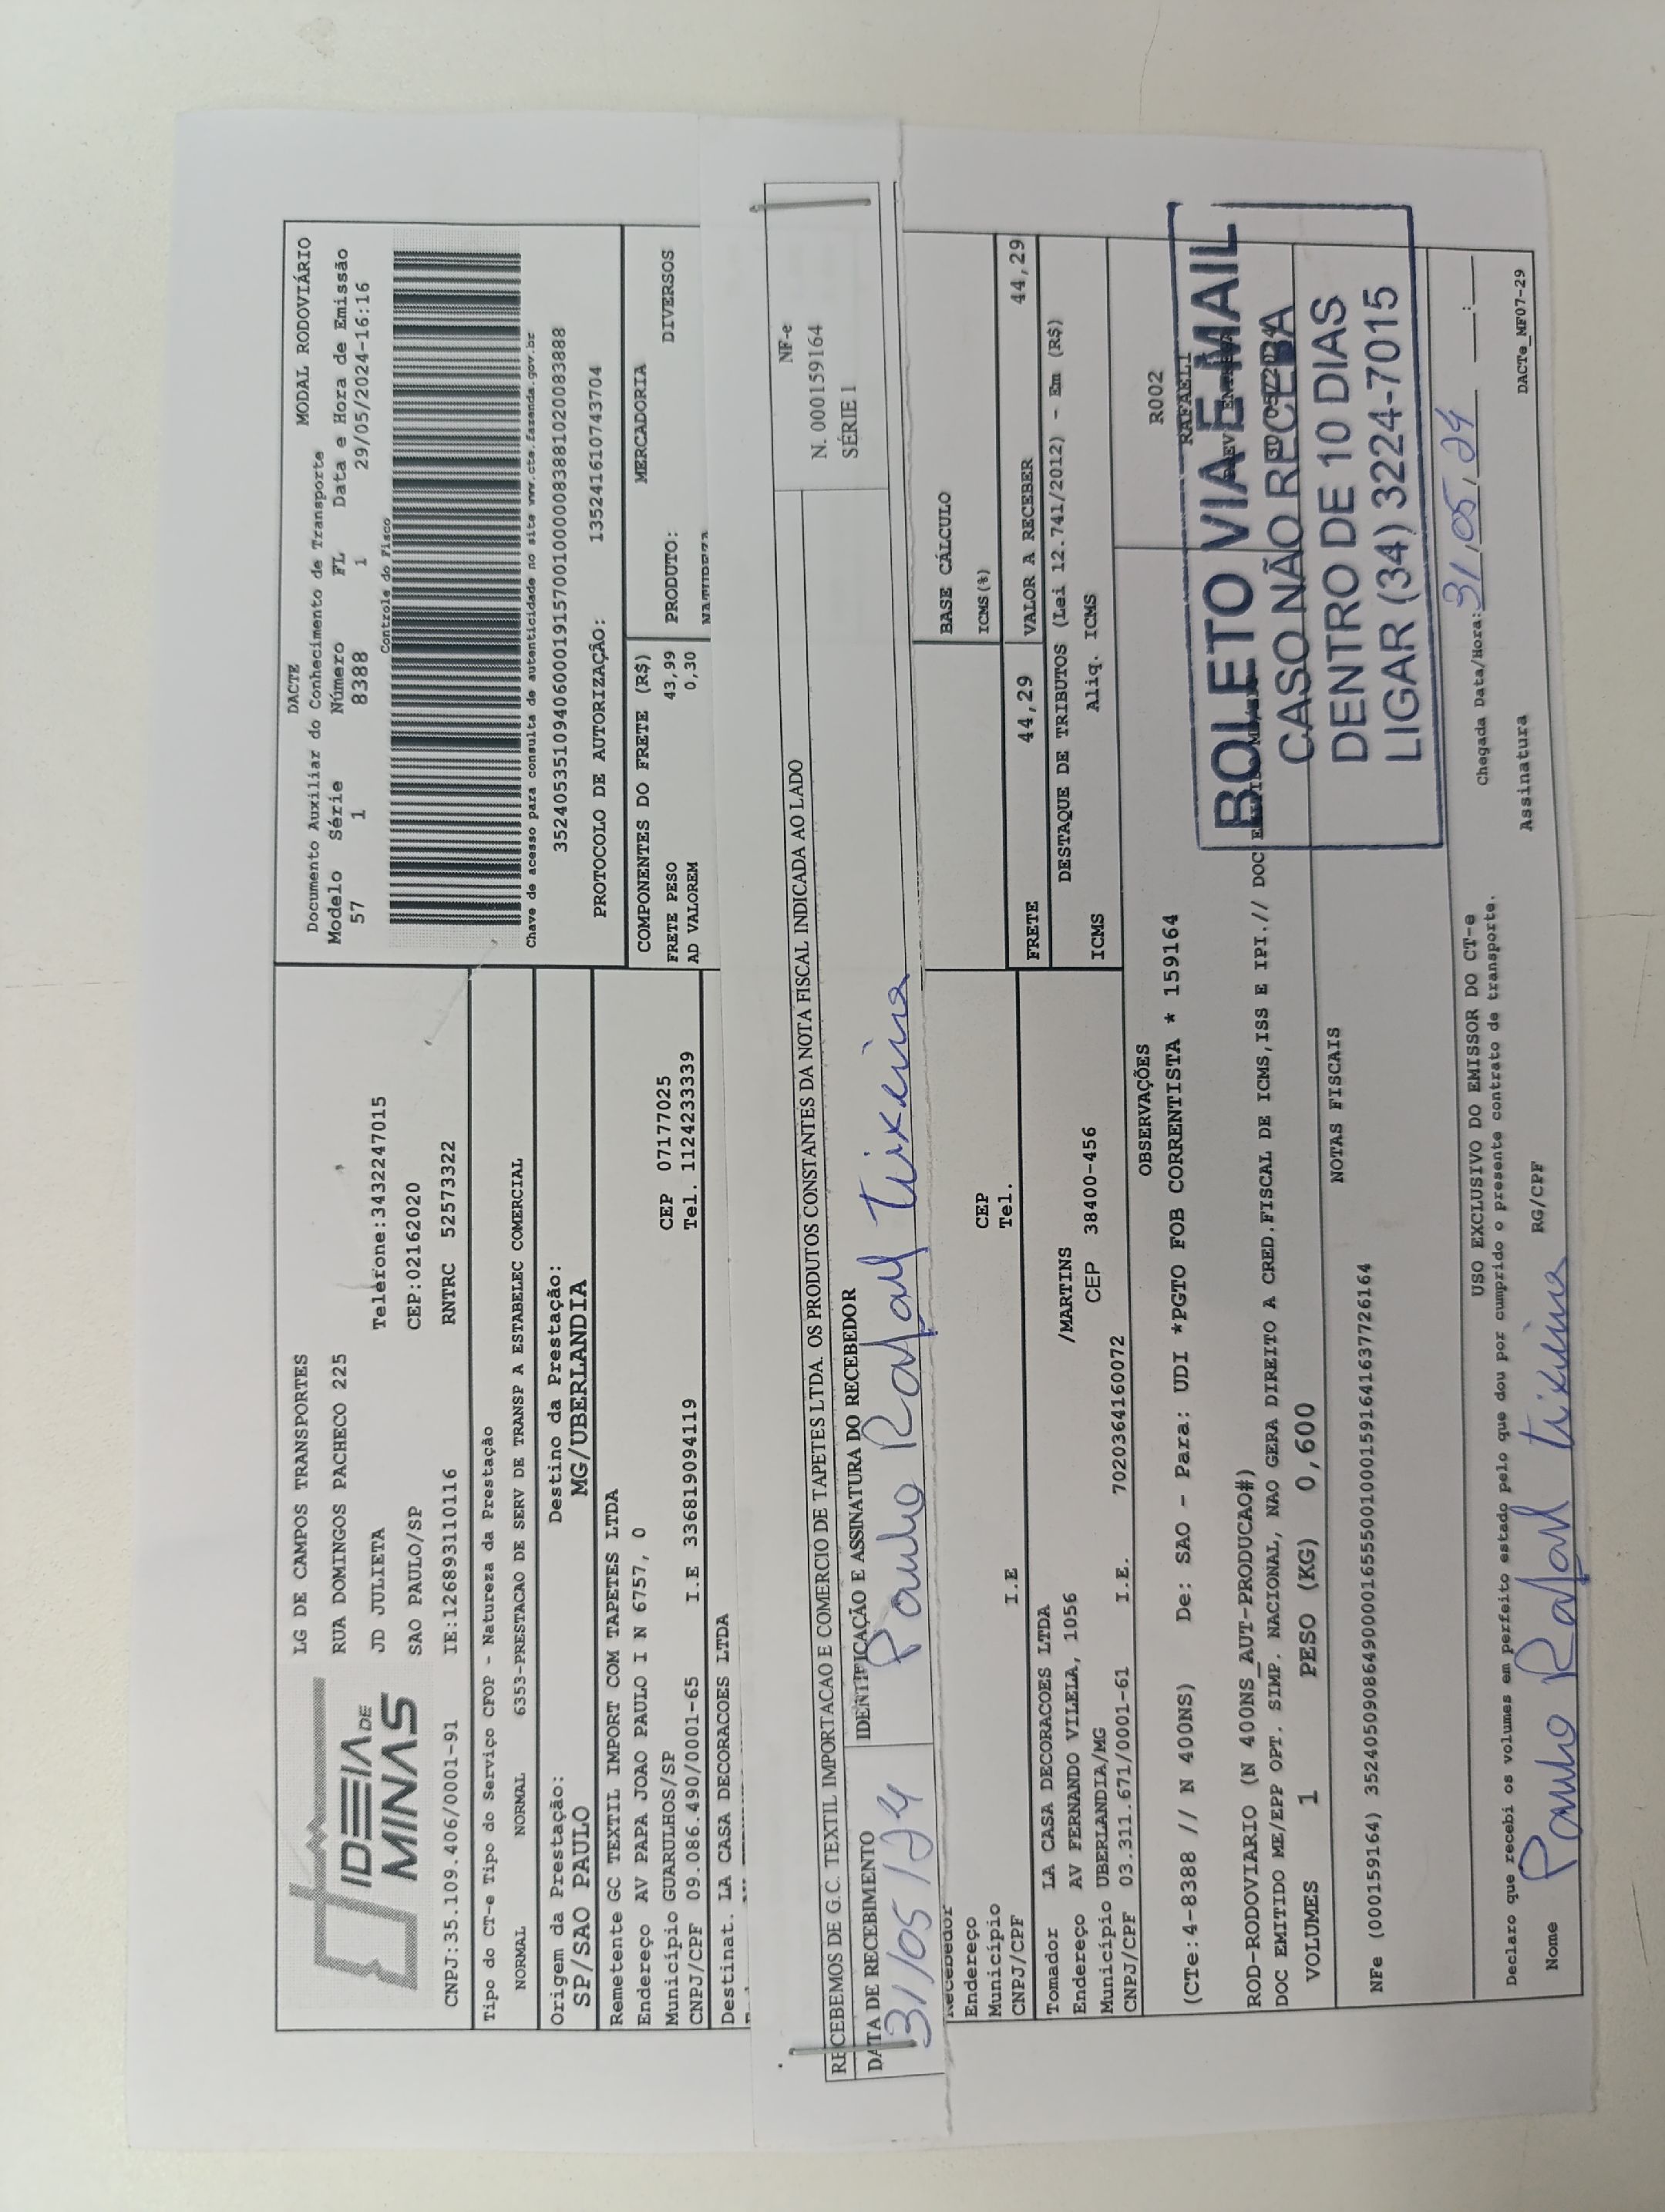 IDEIA DE
MINAS
LG DE CAMPOS TRANSPORTES
RUA DOMINGOS PACHECO 225
JD JULIETA Telefone:3432247015
SAO PAULO/SP CEP:02162020
CNPJ:35.109.406/0001-91 IE:126893110116 RNTRC 52573322
DACTE MODAL RODOVIÁRIO
Documento Auxiliar do Conhecimento de Transporte
Modelo Série Número FL Data e Hora de Emissão
57 1 8388 1 29/05/2024-16:16
Controle do Fisco
Chave de acesso para consulta de autenticidade no site www.cte.fazenda.gov.br
35240535109406000191570010000083881020083888
PROTOCOLO DE AUTORIZAÇÃO: 135241610743704
Tipo do CT-e Tipo do Serviço CFOP - Natureza da Prestação
NORMAL NORMAL 6353-PRESTACAO DE SERV DE TRANSP A ESTABELEC COMERCIAL
Origem da Prestação: Destino da Prestação:
SP/SAO PAULO MG/UBERLANDIA
Remetente GC TEXTIL IMPORT COM TAPETES LTDA
Endereço AV PAPA JOAO PAULO I N 6757, 0
Município GUARULHOS/SP CEP 07177025
CNPJ/CPF 09.086.490/0001-65 I.E 336819094119 Tel. 1124233339
Destinat. LA CASA DECORACOES LTDA
COMPONENTES DO FRETE (R$) MERCADORIA
FRETE PESO 43,99 PRODUTO: DIVERSOS
AD VALOREM 0,30 NATUREZA
RECEBEMOS DE G.C. TEXTIL IMPORTACAO E COMERCIO DE TAPETES LTDA. OS PRODUTOS CONSTANTES DA NOTA FISCAL INDICADA AO LADO
DATA DE RECEBIMENTO IDENTIFICAÇÃO E ASSINATURA DO RECEBEDOR
31/05/24 Paulo Rafael Teixeira
NF-e
N. 000159164
SÉRIE 1
Recebedor
Endereço
Município CEP
CNPJ/CPF I.E Tel.
BASE CÁLCULO
ICMS(%)
FRETE 44,29 VALOR A RECEBER 44,29
Tomador LA CASA DECORACOES LTDA
Endereço AV FERNANDO VILELA, 1056 /MARTINS
Município UBERLANDIA/MG CEP 38400-456
CNPJ/CPF 03.311.671/0001-61 I.E. 7020364160072
DESTAQUE DE TRIBUTOS (Lei 12.741/2012) - Em (R$)
ICMS Aliq. ICMS
OBSERVAÇÕES
(CTe:4-8388 // N 400NS) De: SAO - Para: UDI *PGTO FOB CORRENTISTA * 159164
R002
RAFAELI
ROD-RODOVIARIO (N 400NS_AUT-PRODUCAO#)
DOC EMITIDO ME/EPP OPT. SIMP. NACIONAL, NAO GERA DIREITO A CRED.FISCAL DE ICMS,ISS E IPI.// DOC
VOLUMES 1 PESO (KG) 0,600
BOLETO VIA E-MAIL
CASO NÃO RECEBA
DENTRO DE 10 DIAS
LIGAR (34) 3224-7015
NOTAS FISCAIS
NFe (000159164) 35240509086490000165550010001591641637726164
USO EXCLUSIVO DO EMISSOR DO CT-e
Declaro que recebi os volumes em perfeito estado pelo que dou por cumprido o presente contrato de transporte.
Chegada Data/Hora: 31/05/24 __:__
Nome Paulo Rafael Teixeira RG/CPF Assinatura
DACTe_NF07-29